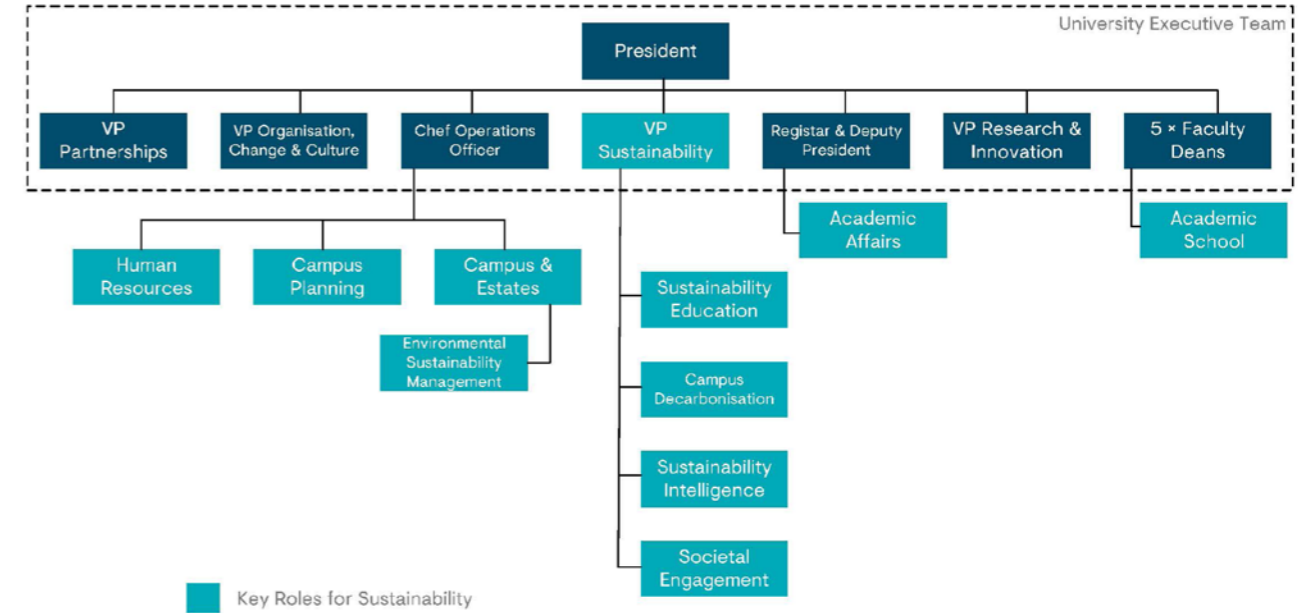 University Executive Team
President
VP
Partnerships
VP Organisation,
Change & Culture
Chef Operations
Officer
VP
Sustainability
Registar & Deputy
President
VP Research &
Innovation
5 × Faculty
Deans
Academic
Affairs
Academic
School
Human
Resources
Campus
Planning
Campus &
Estates
Sustainability
Education
Environmental
Sustainability
Management
Campus
Decarbonisation
Sustainability
Intelligence
Societal
Engagement
Key Roles for Sustainability